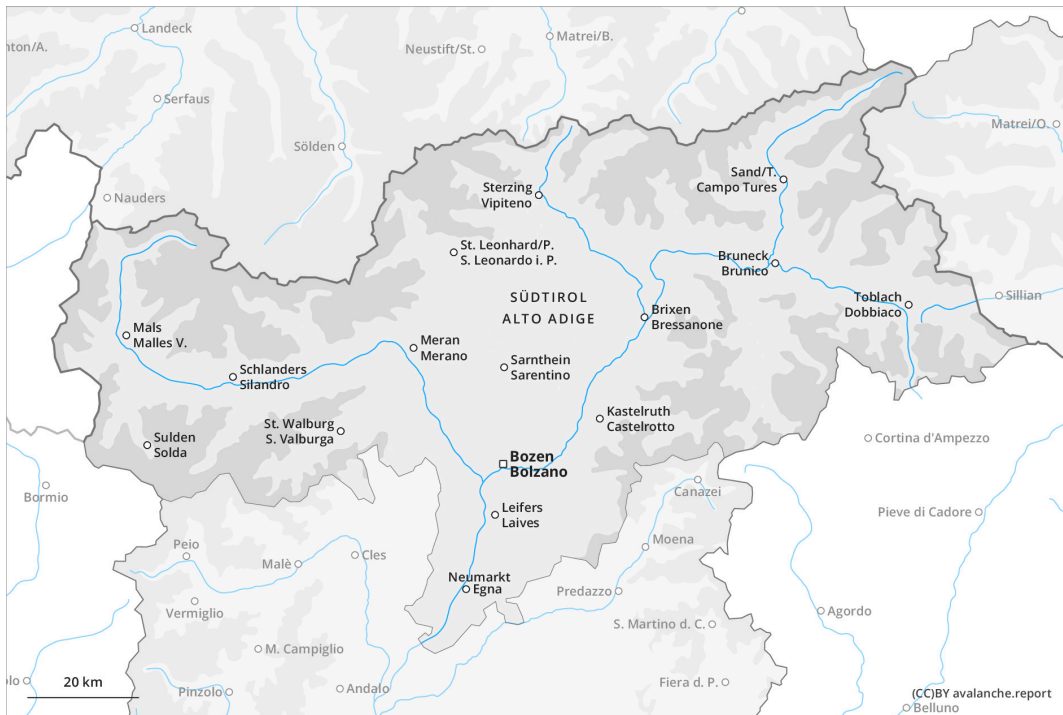 Landeck
nton/A.
Neustift/St.
Matrei/B.
Serfaus
Matrei/O.
Sölden
Nauders
Sterzing
Vipiteno
Sand/T.
Campo Tures
St. Leonhard/P.
S. Leonardo i. P.
Bruneck
Brunico
SÜDTIROL
ALTO ADIGE
Toblach
Dobbiaco
Sillian
Brixen
Bressanone
Mals
Malles V.
Meran
Merano
Sarnthein
Sarentino
Schlanders
Silandro
Kastelruth
Castelrotto
St. Walburg
S. Valburga
Sulden
Solda
Cortina d'Ampezzo
Bozen
Bolzano
Bormio
Canazei
Leifers
Laives
Pieve di Cadore
Moena
Peio
Malè
Cles
Neumarkt
Egna
Predazzo
Vermiglio
Agordo
S. Martino d. C.
M. Campiglio
olo
20 km
Pinzolo
Andalo
Fiera d. P.
(CC)BY avalanche.report
Belluno